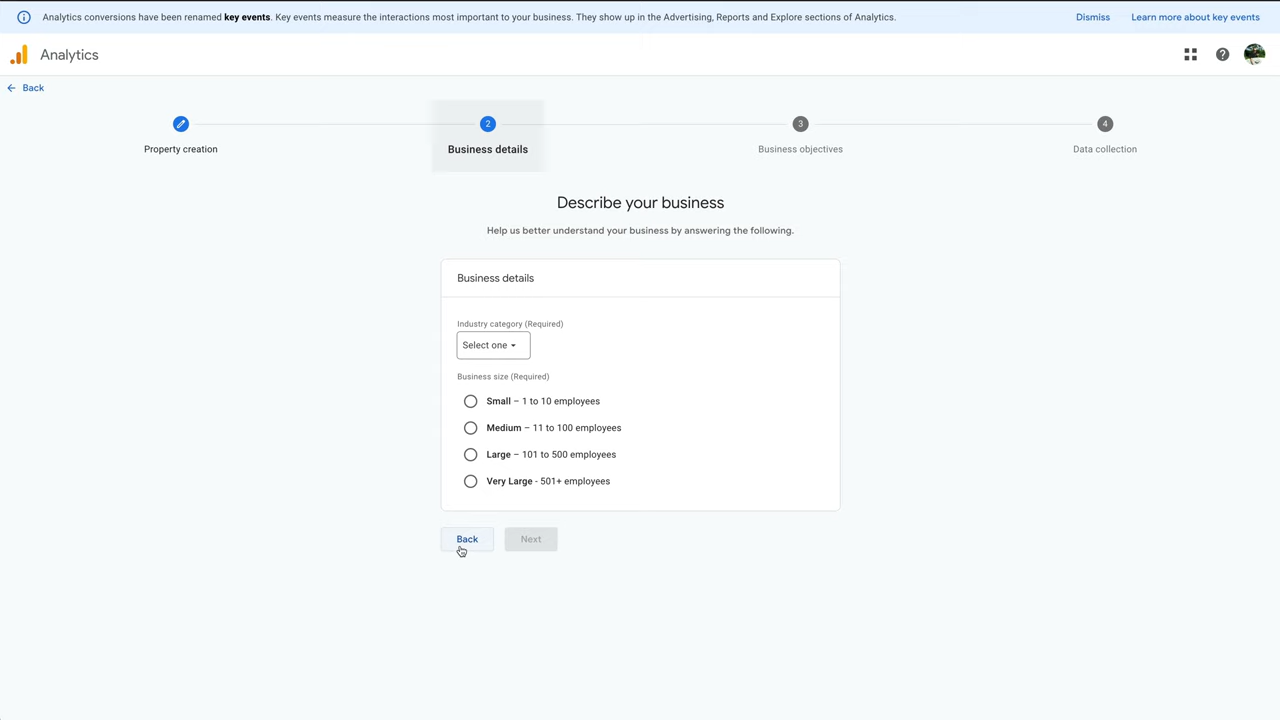 Analytics conversions have been renamed key events. Key events measure the interactions most important to your business. They show up in the Advertising, Reports and Explore sections of Analytics.
Dismiss
Learn more about key events
Analytics
Back
2
3
4
Property creation
Business details
Business objectives
Data collection
Describe your business
Help us better understand your business by answering the following.
Business details
Industry category (Required)
Select one
Business size (Required)
Small – 1 to 10 employees
Medium – 11 to 100 employees
Large – 101 to 500 employees
Very Large - 501+ employees
Back
Next